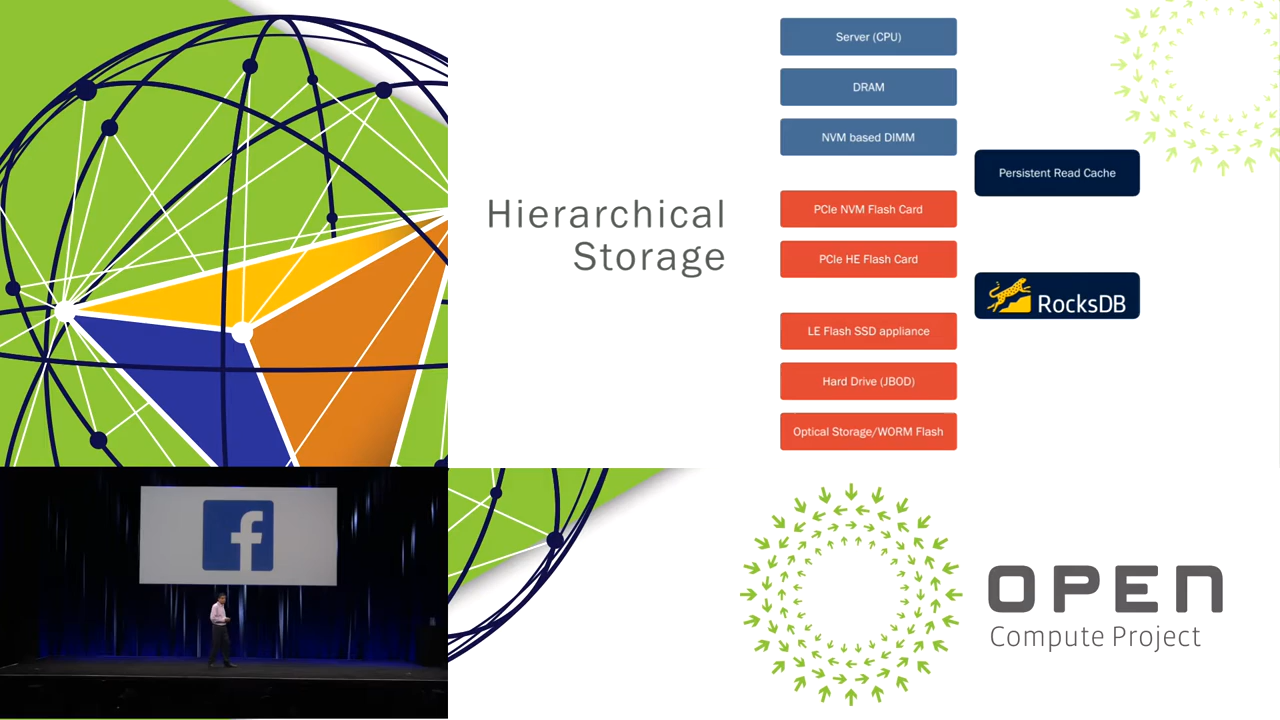 Hierarchical
Storage
Server (CPU)
DRAM
NVM based DIMM
Persistent Read Cache
PCIe NVM Flash Card
PCIe HE Flash Card
RocksDB
LE Flash SSD appliance
Hard Drive (JBOD)
Optical Storage/WORM Flash
f
OPEN
Compute Project